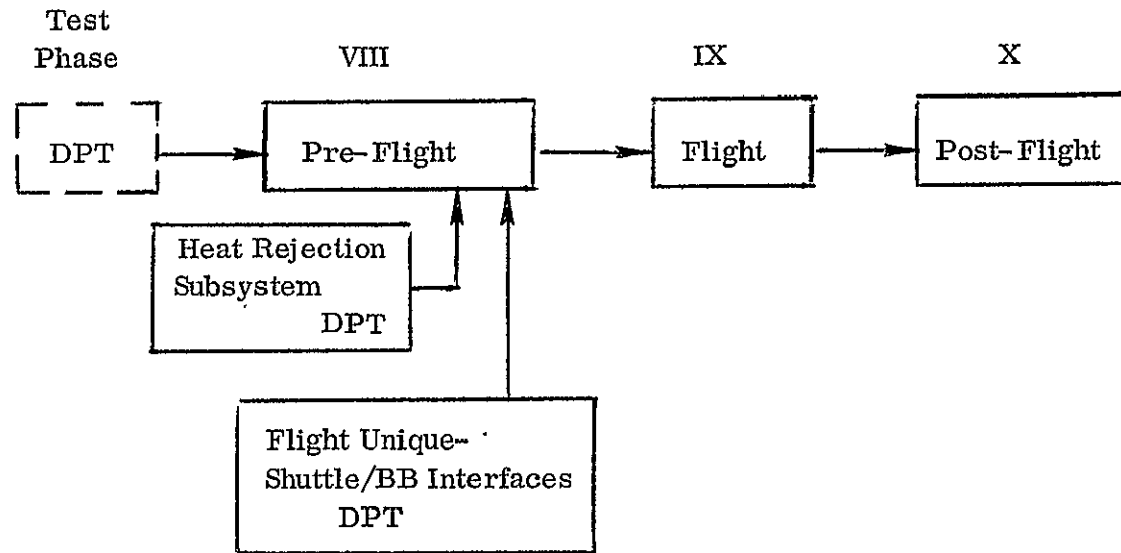 Test
Phase
VIII
IX
X
DPT
Pre-Flight
Flight
Post-Flight
Heat Rejection
Subsystem
DPT
Flight Unique-
Shuttle/BB Interfaces
DPT